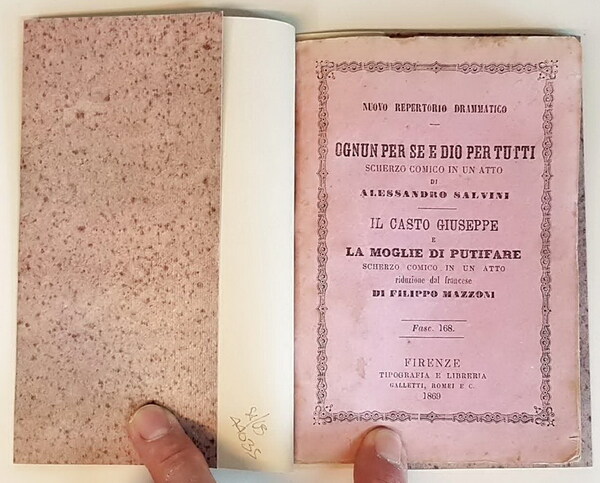 NUOVO REPERTORIO DRAMMATICO
OGNUN PER SE E DIO PER TUTTI
SCHERZO COMICO IN UN ATTO
DI
ALESSANDRO SALVINI
IL CASTO GIUSEPPE
E
LA MOGLIE DI PUTIFARE
SCHERZO COMICO IN UN ATTO
riduzione dal francese
DI FILIPPO MAZZONI
Fasc. 168.
FIRENZE
TIPOGRAFIA E LIBRERIA
GALLETTI, ROMEI E C.
1869